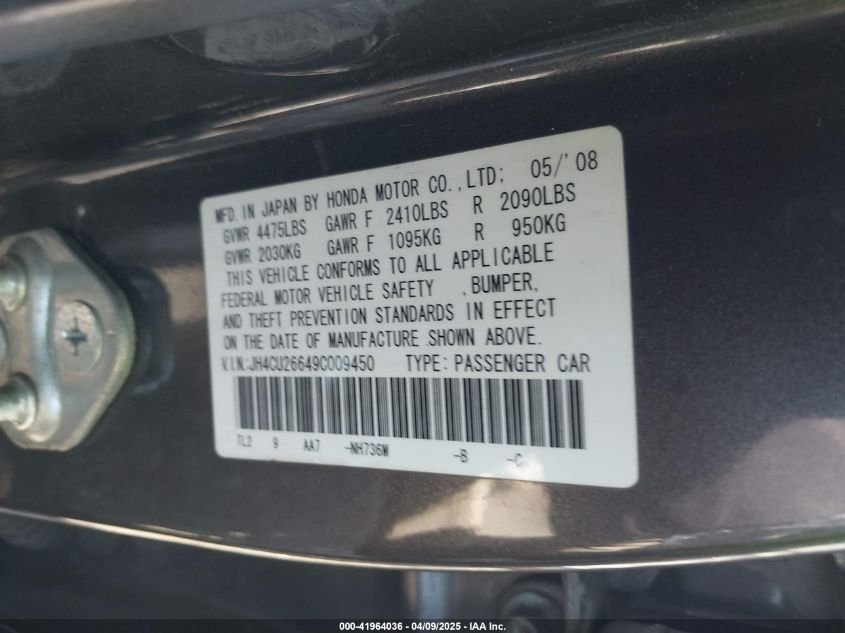 MFD. IN JAPAN BY HONDA MOTOR CO., LTD; 05/'08
GVWR 4475LBS GAWR F 2410LBS R 2090LBS
GVWR 2030KG GAWR F 1095KG R 950KG
THIS VEHICLE CONFORMS TO ALL APPLICABLE
FEDERAL MOTOR VEHICLE SAFETY ,BUMPER,
AND THEFT PREVENTION STANDARDS IN EFFECT
ON THE DATE OF MANUFACTURE SHOWN ABOVE.
V.I.N:JH4CU26649C009450 TYPE: PASSENGER CAR
TL2 9 AA7 -NH736M -B -C
000-41964036 / 04/09/2025 - IAA Inc.